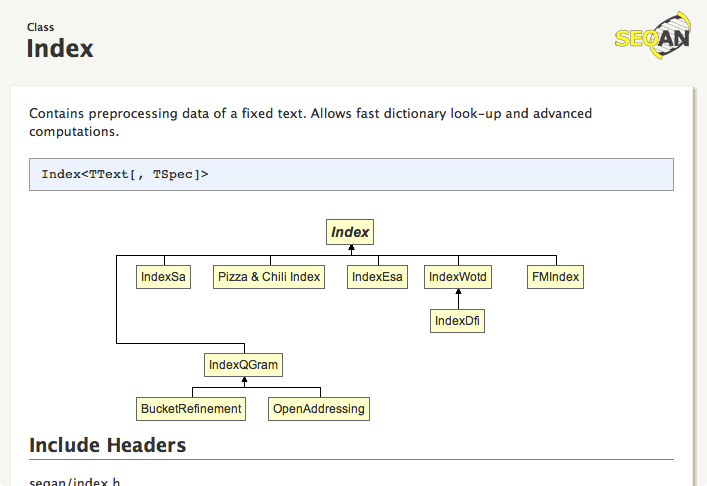 Class
Index
SEQAN
Contains preprocessing data of a fixed text. Allows fast dictionary look-up and advanced
computations.
Index<TText[, TSpec]>
Index
IndexSa
Pizza & Chili Index
IndexEsa
IndexWotd
FMIndex
IndexDfi
IndexQGram
BucketRefinement
OpenAddressing
Include Headers
seqan/index.h